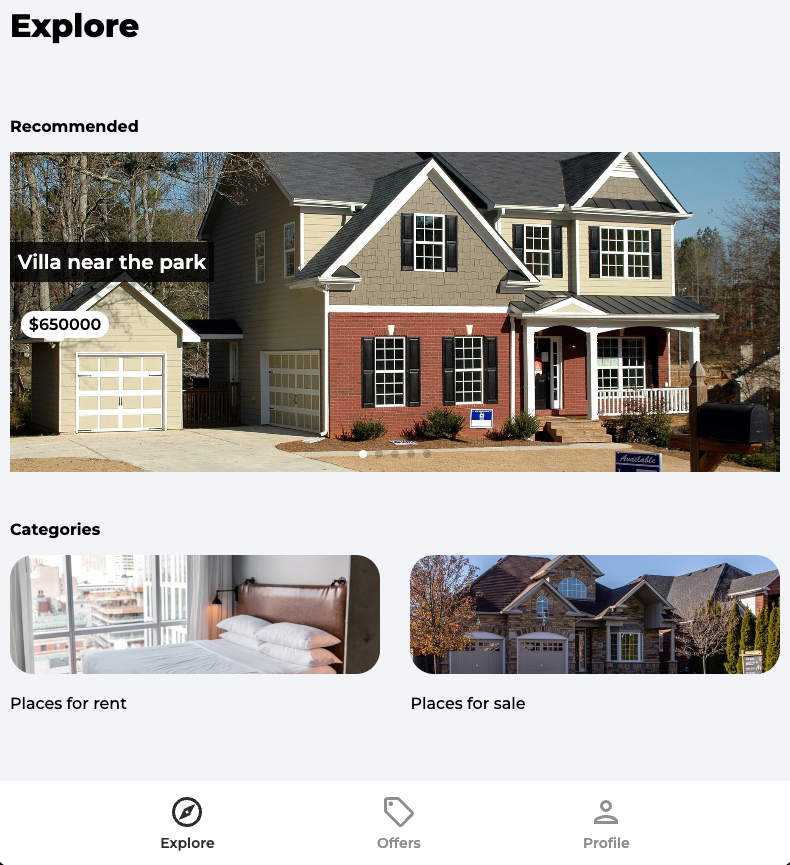 Explore
Recommended
Villa near the park
$650000
Available
Categories
Places for rent
Places for sale
Explore
Offers
Profile